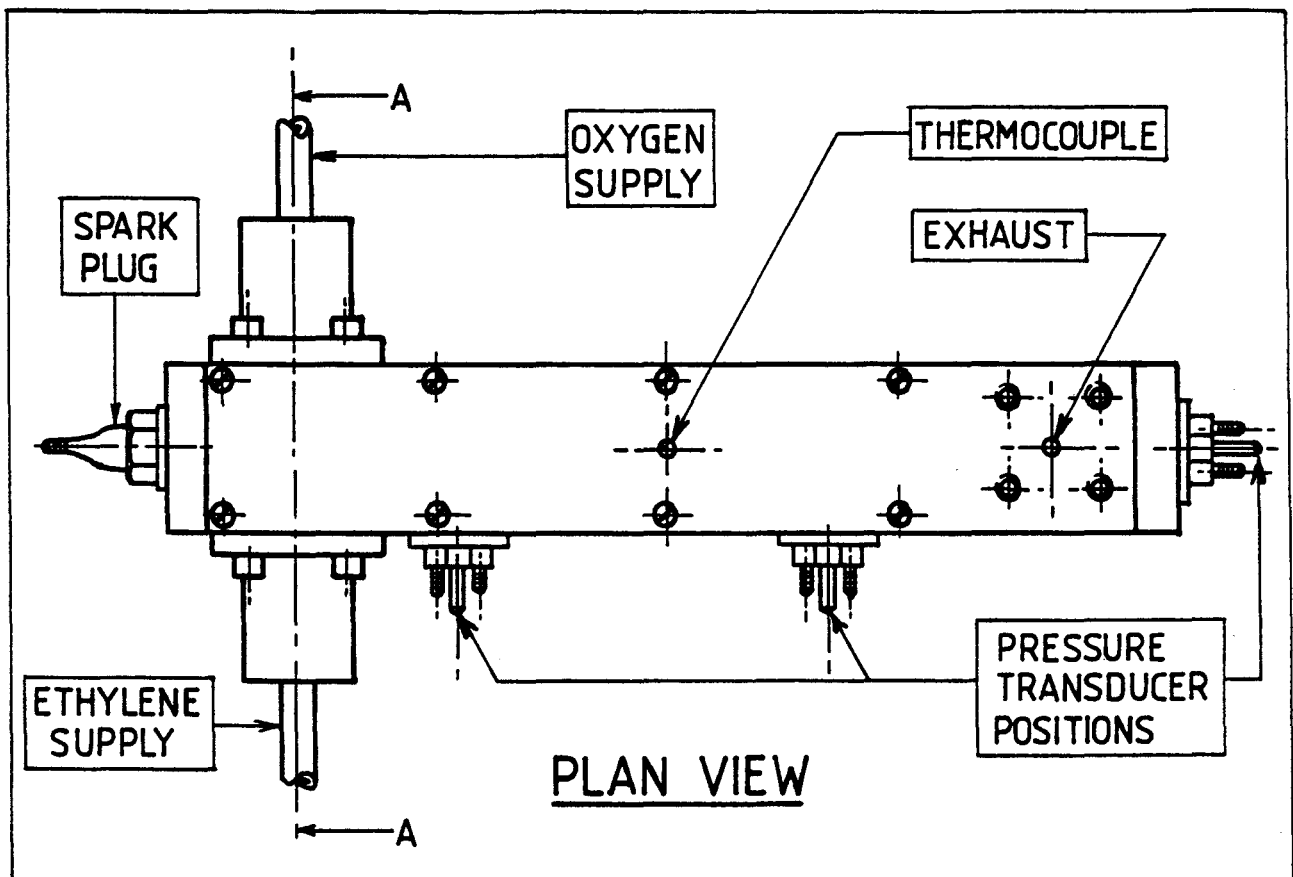 A
OXYGEN
SUPPLY
THERMOCOUPLE
SPARK
PLUG
EXHAUST
ETHYLENE
SUPPLY
PRESSURE
TRANSDUCER
POSITIONS
PLAN VIEW
A